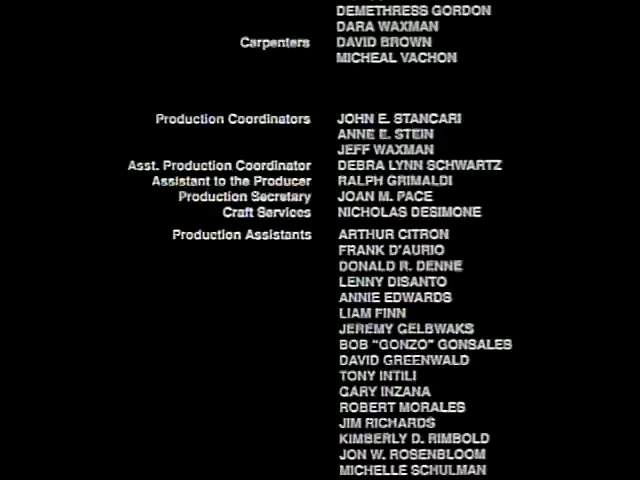 DEMETHRESS GORDON
DARA WAXMAN
Carpenters DAVID BROWN
MICHEAL VACHON
Production Coordinators JOHN E. STANCARI
ANNE E. STEIN
JEFF WAXMAN
Asst. Production Coordinator DEBRA LYNN SCHWARTZ
Assistant to the Producer RALPH GRIMALDI
Production Secretary JOAN M. PACE
Craft Services NICHOLAS DESIMONE
Production Assistants ARTHUR CITRON
FRANK D'AURIO
DONALD R. DENNE
LENNY DISANTO
ANNIE EDWARDS
LIAM FINN
JEREMY GELBWAKS
BOB "GONZO" GONSALES
DAVID GREENWALD
TONY INTILI
GARY INZANA
ROBERT MORALES
JIM RICHARDS
KIMBERLY D. RIMBOLD
JON W. ROSENBLOOM
MICHELLE SCHULMAN